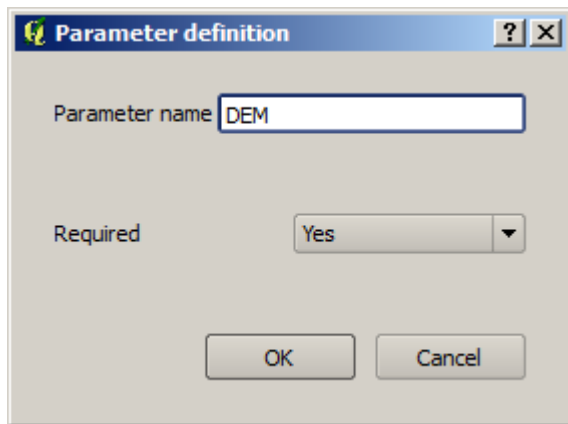 Parameter definition
Parameter name DEM
Required Yes
OK Cancel